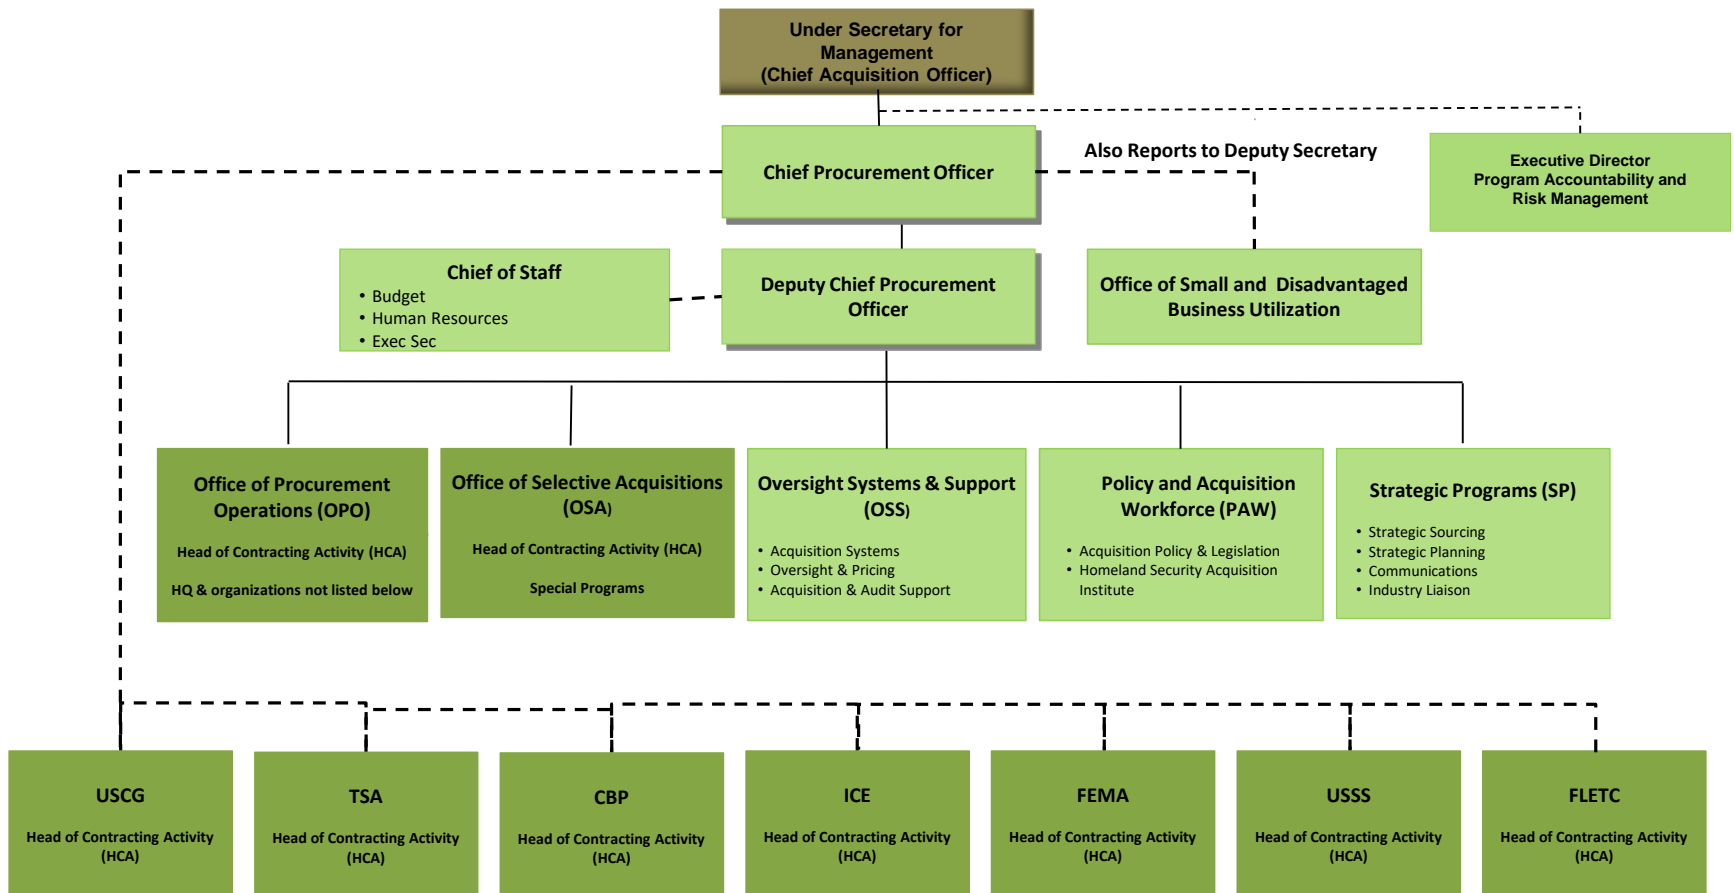 Under Secretary for
Management
(Chief Acquisition Officer)
Chief Procurement Officer
Also Reports to Deputy Secretary
Executive Director
Program Accountability and
Risk Management
Chief of Staff
• Budget
• Human Resources
• Exec Sec
Deputy Chief Procurement
Officer
Office of Small and Disadvantaged
Business Utilization
Office of Procurement
Operations (OPO)
Head of Contracting Activity (HCA)
HQ & organizations not listed below
Office of Selective Acquisitions
(OSA)
Head of Contracting Activity (HCA)
Special Programs
Oversight Systems & Support
(OSS)
• Acquisition Systems
• Oversight & Pricing
• Acquisition & Audit Support
Policy and Acquisition
Workforce (PAW)
• Acquisition Policy & Legislation
• Homeland Security Acquisition
Institute
Strategic Programs (SP)
• Strategic Sourcing
• Strategic Planning
• Communications
• Industry Liaison
USCG
Head of Contracting Activity
(HCA)
TSA
Head of Contracting Activity
(HCA)
CBP
Head of Contracting Activity
(HCA)
ICE
Head of Contracting Activity
(HCA)
FEMA
Head of Contracting Activity
(HCA)
USSS
Head of Contracting Activity
(HCA)
FLETC
Head of Contracting Activity
(HCA)